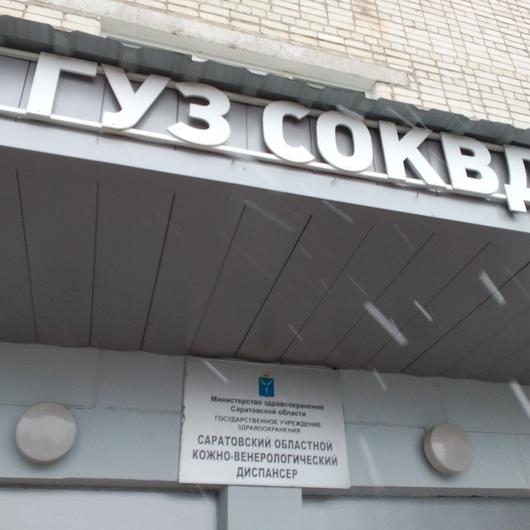 ГУЗ СОКВД
Министерство здравоохранения
Саратовской области
ГОСУДАРСТВЕННОЕ УЧРЕЖДЕНИЕ
ЗДРАВООХРАНЕНИЯ
САРАТОВСКИЙ ОБЛАСТНОЙ
КОЖНО-ВЕНЕРОЛОГИЧЕСКИЙ
ДИСПАНСЕР